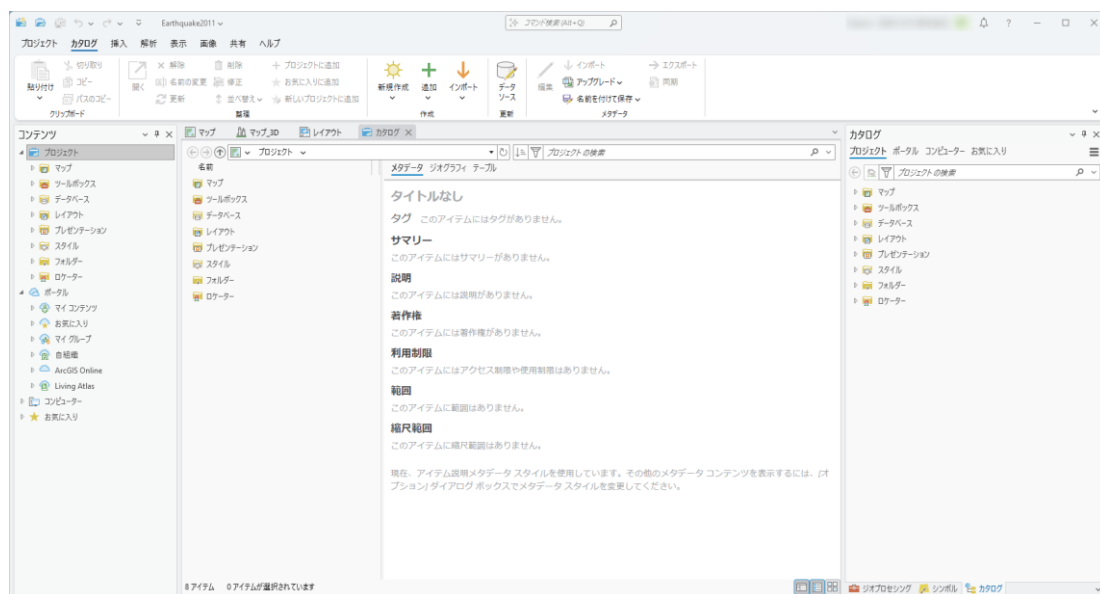 Earthquake2011
コマンド検索 (Alt+Q)
プロジェクト カタログ 挿入 解析 表示 画像 共有 ヘルプ
貼り付け
切り取り
コピー
パスのコピー
クリップボード
開く
解除
名前の変更
更新
削除
修正
並べ替え
プロジェクトに追加
お気に入りに追加
新しいプロジェクトに追加
整理
新規作成
追加
インポート
作成
データ
ソース
更新
編集
インポート
アップグレード
名前を付けて保存
エクスポート
同期
メタデータ
コンテンツ
プロジェクト
マップ
ツールボックス
データベース
レイアウト
プレゼンテーション
スタイル
フォルダー
ロケーター
ポータル
マイ コンテンツ
お気に入り
マイ グループ
自組織
ArcGIS Online
Living Atlas
コンピューター
お気に入り
マップ マップ_3D レイアウト カタログ
プロジェクト
プロジェクト の検索
名前
マップ
ツールボックス
データベース
レイアウト
プレゼンテーション
スタイル
フォルダー
ロケーター
メタデータ ジオグラフィ テーブル
タイトルなし
タグ このアイテムにはタグがありません。
サマリー
このアイテムにはサマリーがありません。
説明
このアイテムには説明がありません。
著作権
このアイテムには著作権がありません。
利用制限
このアイテムにはアクセス制限や使用制限はありません。
範囲
このアイテムに範囲はありません。
縮尺範囲
このアイテムに縮尺範囲はありません。
現在、アイテム説明メタデータ スタイルを使用しています。その他のメタデータ コンテンツを表示するには、[オ
プション] ダイアログ ボックスでメタデータ スタイルを変更してください。
8 アイテム 0 アイテムが選択されています
カタログ
プロジェクト ポータル コンピューター お気に入り
プロジェクト の検索
マップ
ツールボックス
データベース
レイアウト
プレゼンテーション
スタイル
フォルダー
ロケーター
ジオプロセシング シンボル カタログ